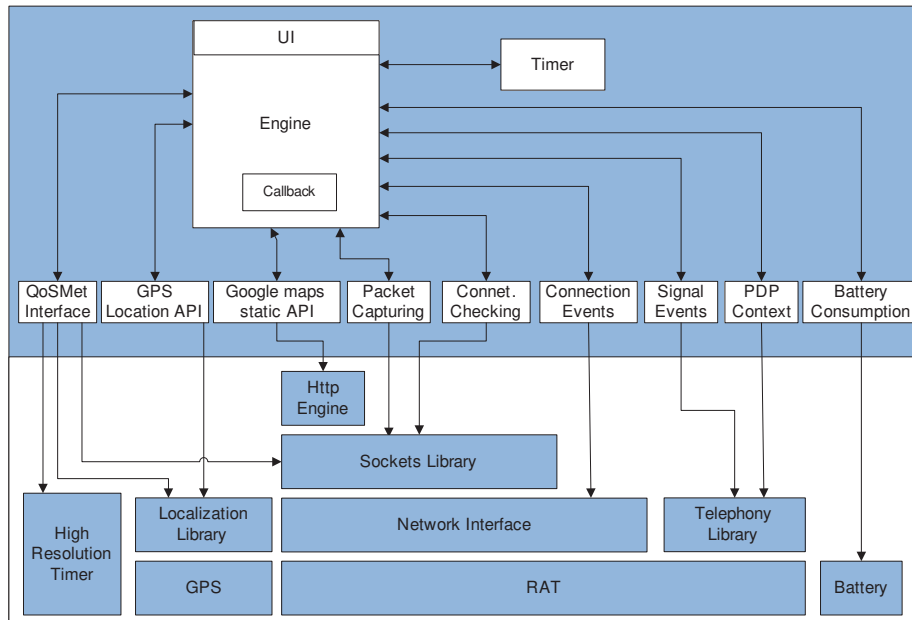 UI
Timer
Engine
Callback
QoSMet
Interface
GPS
Location API
Google maps
static API
Packet
Capturing
Connet.
Checking
Connection
Events
Signal
Events
PDP
Context
Battery
Consumption
Http
Engine
Sockets Library
High
Resolution
Timer
Localization
Library
Network Interface
Telephony
Library
GPS
RAT
Battery